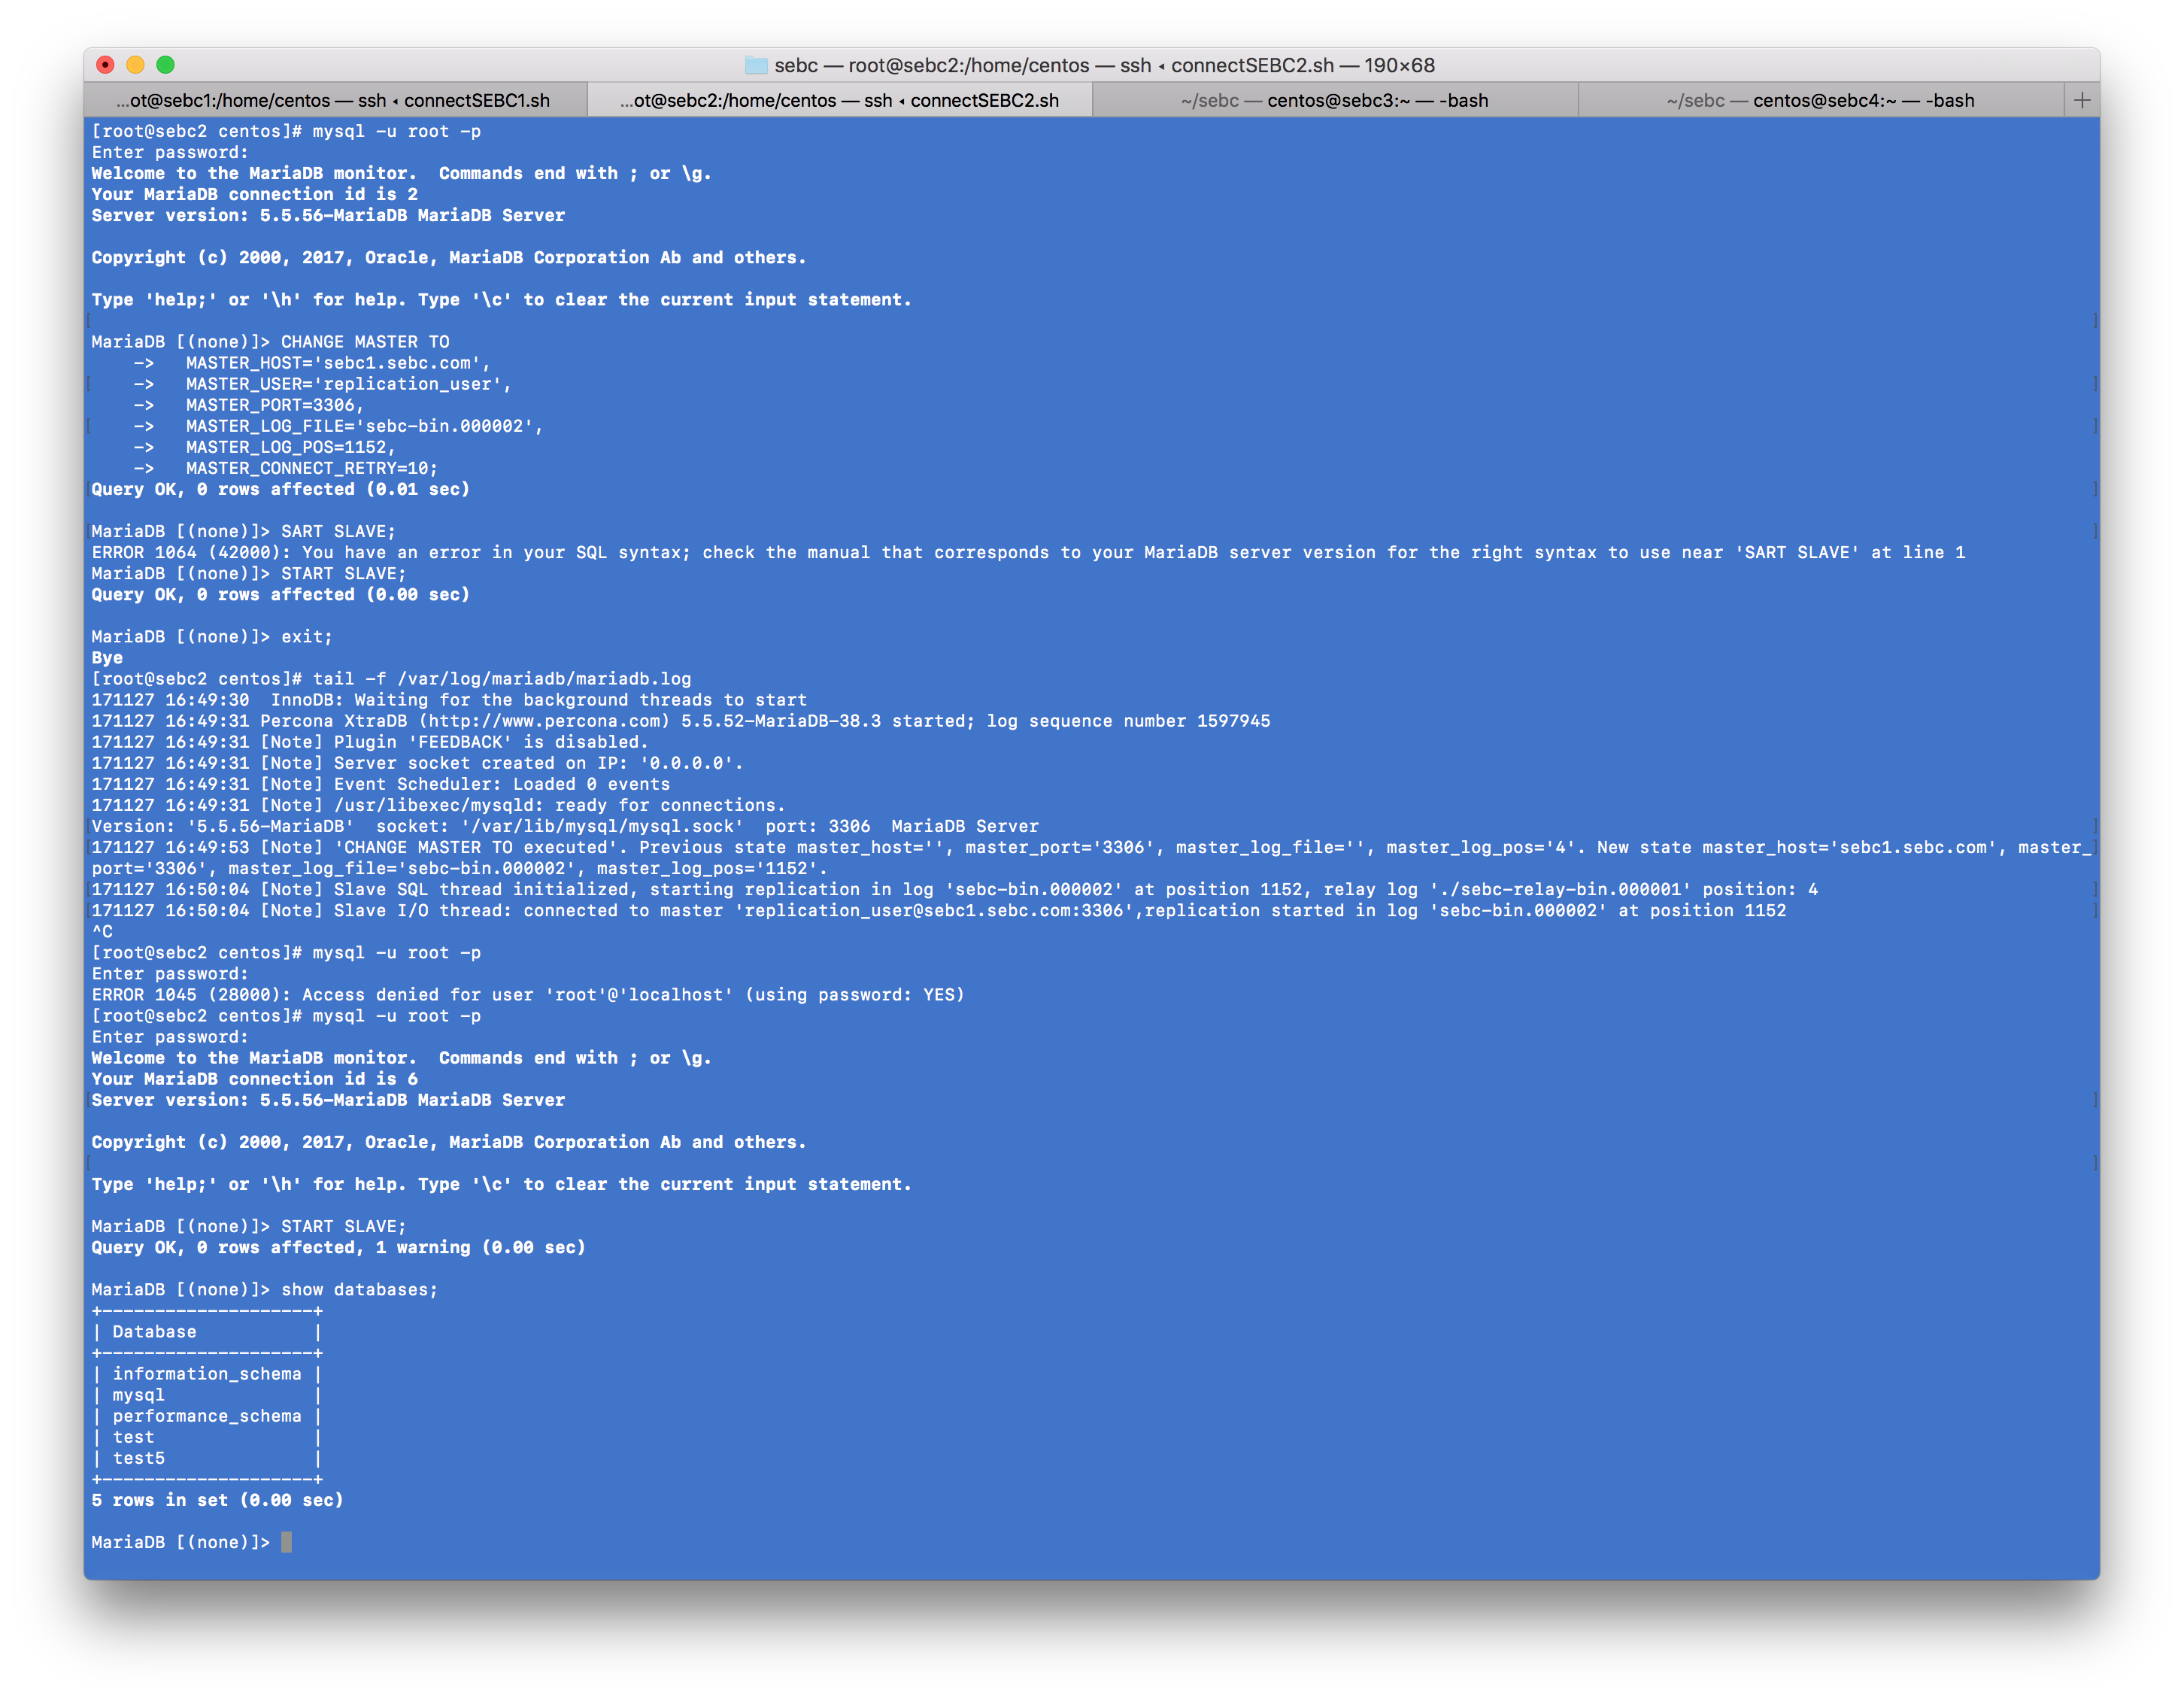 sebc — root@sebc2:/home/centos — ssh ◂ connectSEBC2.sh — 190×68
...ot@sebc1:/home/centos — ssh ◂ connectSEBC1.sh
...ot@sebc2:/home/centos — ssh ◂ connectSEBC2.sh
~/sebc — centos@sebc3:~ — -bash
~/sebc — centos@sebc4:~ — -bash
+
[root@sebc2 centos]# mysql -u root -p
Enter password:
Welcome to the MariaDB monitor.  Commands end with ; or \g.
Your MariaDB connection id is 2
Server version: 5.5.56-MariaDB MariaDB Server
Copyright (c) 2000, 2017, Oracle, MariaDB Corporation Ab and others.
Type 'help;' or '\h' for help. Type '\c' to clear the current input statement.
[ ]
MariaDB [(none)]> CHANGE MASTER TO
    ->   MASTER_HOST='sebc1.sebc.com',
[    ->   MASTER_USER='replication_user', ]
    ->   MASTER_PORT=3306,
[    ->   MASTER_LOG_FILE='sebc-bin.000002', ]
    ->   MASTER_LOG_POS=1152,
    ->   MASTER_CONNECT_RETRY=10;
[Query OK, 0 rows affected (0.01 sec) ]
[MariaDB [(none)]> SART SLAVE; ]
ERROR 1064 (42000): You have an error in your SQL syntax; check the manual that corresponds to your MariaDB server version for the right syntax to use near 'SART SLAVE' at line 1
MariaDB [(none)]> START SLAVE;
Query OK, 0 rows affected (0.00 sec)
MariaDB [(none)]> exit;
Bye
[root@sebc2 centos]# tail -f /var/log/mariadb/mariadb.log
171127 16:49:30  InnoDB: Waiting for the background threads to start
171127 16:49:31 Percona XtraDB (http://www.percona.com) 5.5.52-MariaDB-38.3 started; log sequence number 1597945
171127 16:49:31 [Note] Plugin 'FEEDBACK' is disabled.
171127 16:49:31 [Note] Server socket created on IP: '0.0.0.0'.
171127 16:49:31 [Note] Event Scheduler: Loaded 0 events
171127 16:49:31 [Note] /usr/libexec/mysqld: ready for connections.
[Version: '5.5.56-MariaDB'  socket: '/var/lib/mysql/mysql.sock'  port: 3306  MariaDB Server ]
[171127 16:49:53 [Note] 'CHANGE MASTER TO executed'. Previous state master_host='', master_port='3306', master_log_file='', master_log_pos='4'. New state master_host='sebc1.sebc.com', master_]
port='3306', master_log_file='sebc-bin.000002', master_log_pos='1152'.
[171127 16:50:04 [Note] Slave SQL thread initialized, starting replication in log 'sebc-bin.000002' at position 1152, relay log './sebc-relay-bin.000001' position: 4 ]
[171127 16:50:04 [Note] Slave I/O thread: connected to master 'replication_user@sebc1.sebc.com:3306',replication started in log 'sebc-bin.000002' at position 1152 ]
^C
[root@sebc2 centos]# mysql -u root -p
Enter password:
ERROR 1045 (28000): Access denied for user 'root'@'localhost' (using password: YES)
[root@sebc2 centos]# mysql -u root -p
Enter password:
Welcome to the MariaDB monitor.  Commands end with ; or \g.
Your MariaDB connection id is 6
[Server version: 5.5.56-MariaDB MariaDB Server ]
Copyright (c) 2000, 2017, Oracle, MariaDB Corporation Ab and others.
[ ]
Type 'help;' or '\h' for help. Type '\c' to clear the current input statement.
MariaDB [(none)]> START SLAVE;
Query OK, 0 rows affected, 1 warning (0.00 sec)
MariaDB [(none)]> show databases;
+--------------------+
| Database           |
+--------------------+
| information_schema |
| mysql              |
| performance_schema |
| test               |
| test5              |
+--------------------+
5 rows in set (0.00 sec)
MariaDB [(none)]>